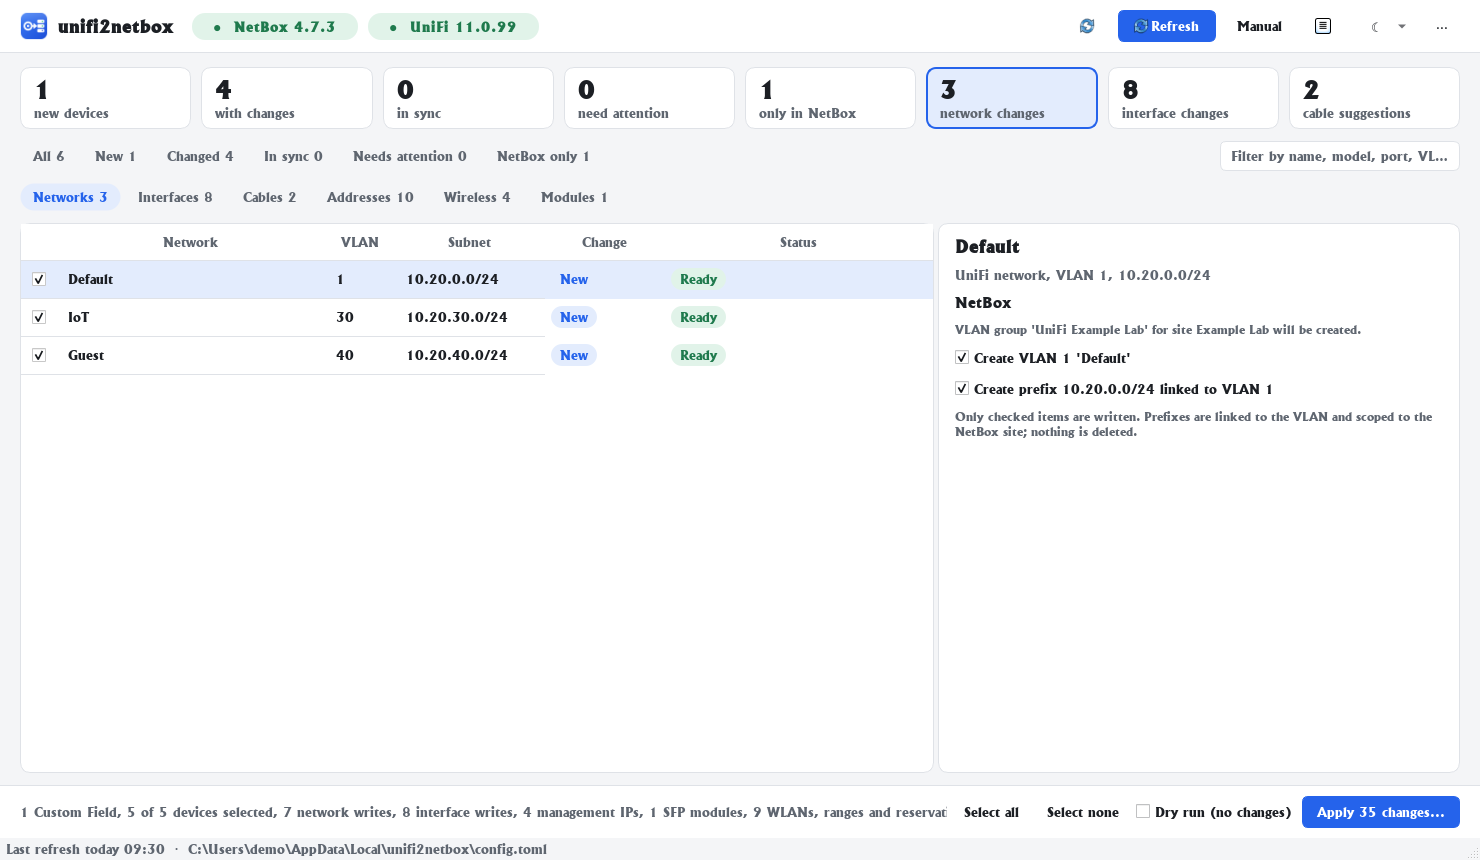 unifi2netbox ● NetBox 4.7.3 ● UniFi 11.0.99 Refresh Manual ...
1 new devices
4 with changes
0 in sync
0 need attention
1 only in NetBox
3 network changes
8 interface changes
2 cable suggestions
All 6 New 1 Changed 4 In sync 0 Needs attention 0 NetBox only 1 Filter by name, model, port, VL...
Networks 3 Interfaces 8 Cables 2 Addresses 10 Wireless 4 Modules 1
Network VLAN Subnet Change Status
Default 1 10.20.0.0/24 New Ready
IoT 30 10.20.30.0/24 New Ready
Guest 40 10.20.40.0/24 New Ready
Default
UniFi network, VLAN 1, 10.20.0.0/24
NetBox
VLAN group 'UniFi Example Lab' for site Example Lab will be created.
Create VLAN 1 'Default'
Create prefix 10.20.0.0/24 linked to VLAN 1
Only checked items are written. Prefixes are linked to the VLAN and scoped to the
NetBox site; nothing is deleted.
1 Custom Field, 5 of 5 devices selected, 7 network writes, 8 interface writes, 4 management IPs, 1 SFP modules, 9 WLANs, ranges and reservati Select all Select none Dry run (no changes) Apply 35 changes...
Last refresh today 09:30 · C:\Users\demo\AppData\Local\unifi2netbox\config.toml